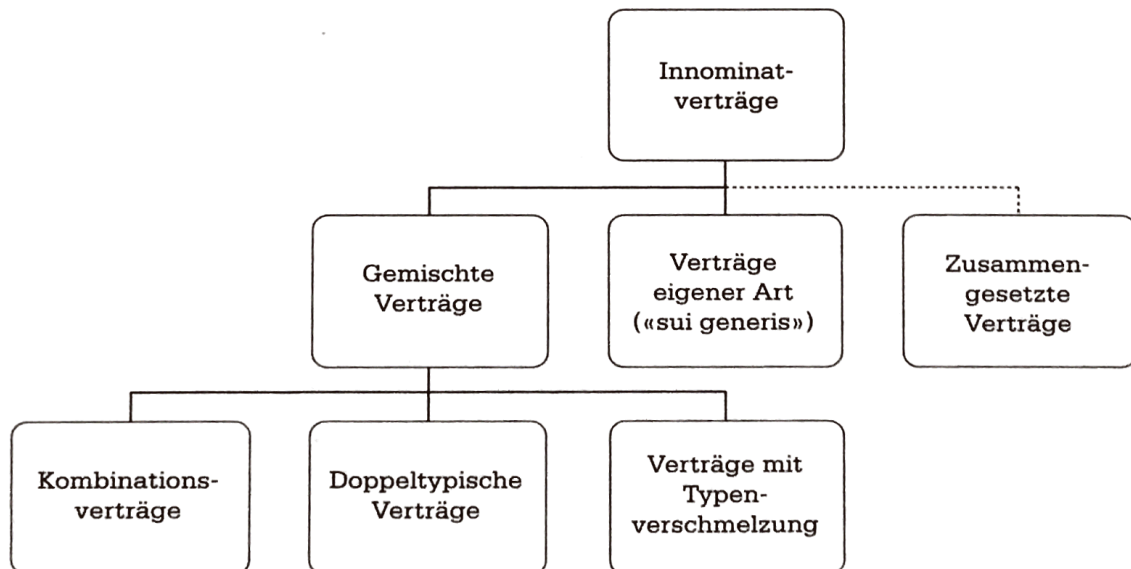 Innominat-
verträge
Gemischte
Verträge
Verträge
eigener Art
(«sui generis»)
Zusammen-
gesetzte
Verträge
Kombinations-
verträge
Doppeltypische
Verträge
Verträge mit
Typen-
verschmelzung